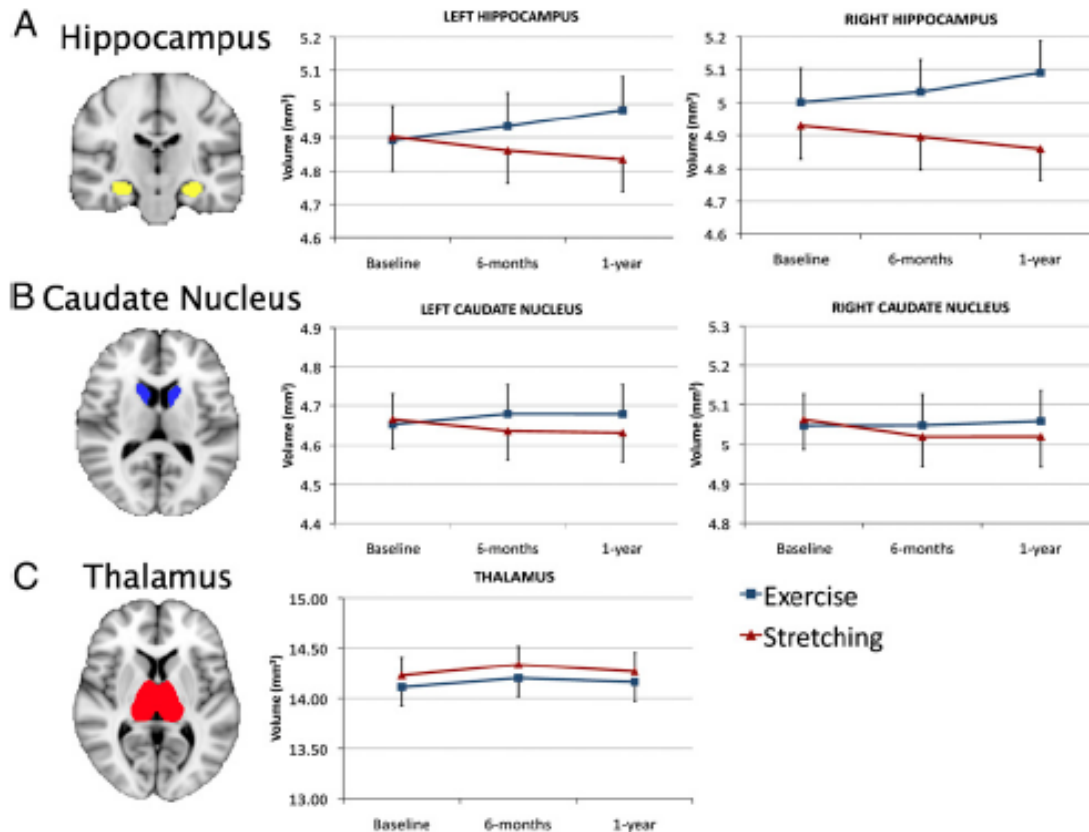 A Hippocampus
LEFT HIPPOCAMPUS
5.2
5.1
5
4.9
4.8
4.7
4.6
Volume (mm³)
Baseline 6-months 1-year
RIGHT HIPPOCAMPUS
5.2
5.1
5
4.9
4.8
4.7
4.6
Volume (mm³)
Baseline 6-months 1-year
B Caudate Nucleus
LEFT CAUDATE NUCLEUS
4.9
4.8
4.7
4.6
4.5
4.4
Volume (mm³)
Baseline 6-months 1-year
RIGHT CAUDATE NUCLEUS
5.3
5.2
5.1
5
4.9
4.8
Volume (mm³)
Baseline 6-months 1-year
C Thalamus
THALAMUS
15.00
14.50
14.00
13.50
13.00
Volume (mm³)
Baseline 6-months 1-year
Exercise
Stretching